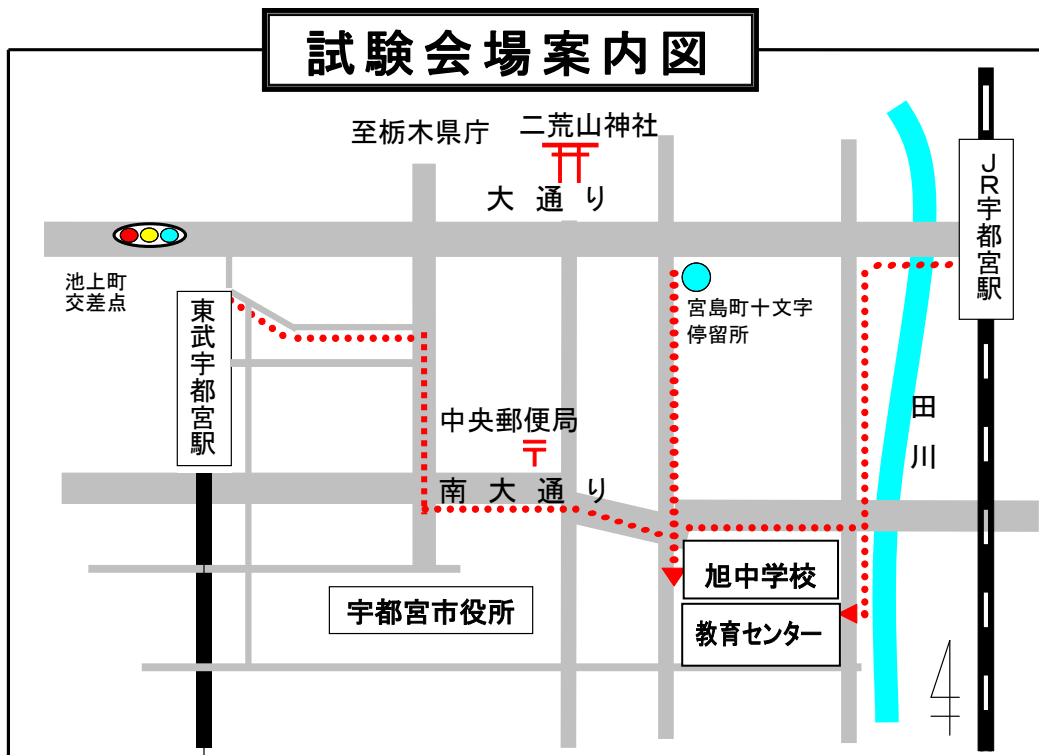 試験会場案内図
至栃木県庁
二荒山神社
大通り
池上町
交差点
東武宇都宮駅
宮島町十文字
停留所
JR宇都宮駅
田川
中央郵便局
〒
南大通り
旭中学校
宇都宮市役所
教育センター